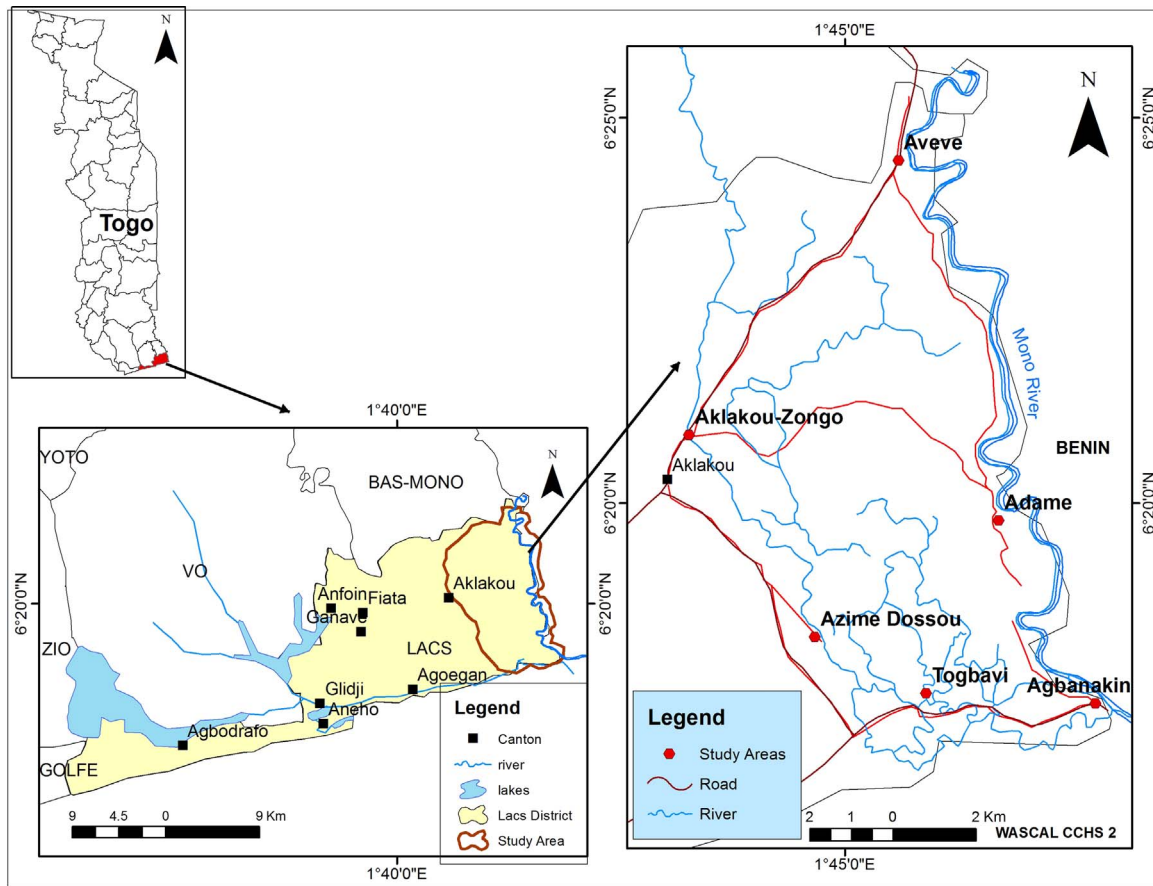 N
Togo
1°40'0"E
6°20'0"N
YOTO
BAS-MONO
N
VO
Anfoin
Fiata
Ganave
Aklakou
ZIO
LACS
Glidji
Agoegan
Aneho
Agbodrafo
GOLFE
9 4.5 0 9 Km
Legend
Canton
river
lakes
Lacs District
Study Area
1°40'0"E
1°45'0"E
6°25'0"N
6°25'0"N
N
Aveve
Mono River
Aklakou-Zongo
Aklakou
BENIN
6°20'0"N
6°20'0"N
Adame
Azime Dossou
Togbavi
Agbanakin
Legend
Study Areas
Road
River
2 1 0 2 Km
WASCAL CCHS 2
1°45'0"E